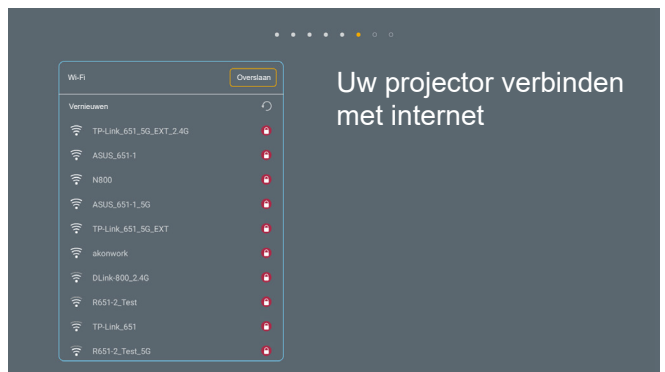 Wi-Fi
Overslaan
Vernieuwen
TP-Link_651_5G_EXT_2.4G
ASUS_651-1
N800
ASUS_651-1_5G
TP-Link_651_5G_EXT
akonwork
DLink-800_2.4G
R651-2_Test
TP-Link_651
R651-2_Test_5G
Uw projector verbinden
met internet